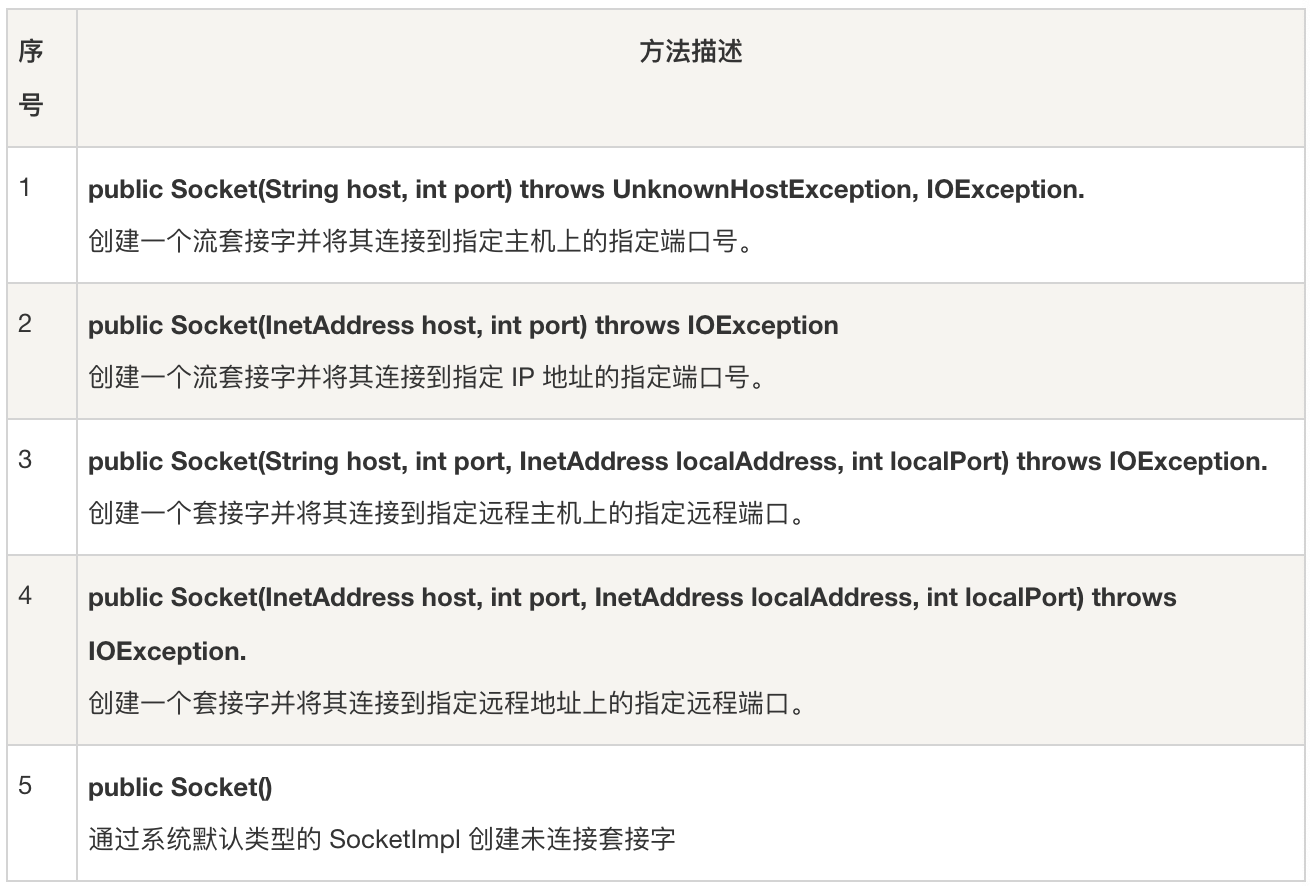 序
号
方法描述
1
public Socket(String host, int port) throws UnknownHostException, IOException.
创建一个流套接字并将其连接到指定主机上的指定端口号。
2
public Socket(InetAddress host, int port) throws IOException
创建一个流套接字并将其连接到指定 IP 地址的指定端口号。
3
public Socket(String host, int port, InetAddress localAddress, int localPort) throws IOException.
创建一个套接字并将其连接到指定远程主机上的指定远程端口。
4
public Socket(InetAddress host, int port, InetAddress localAddress, int localPort) throws
IOException.
创建一个套接字并将其连接到指定远程地址上的指定远程端口。
5
public Socket()
通过系统默认类型的 SocketImpl 创建未连接套接字